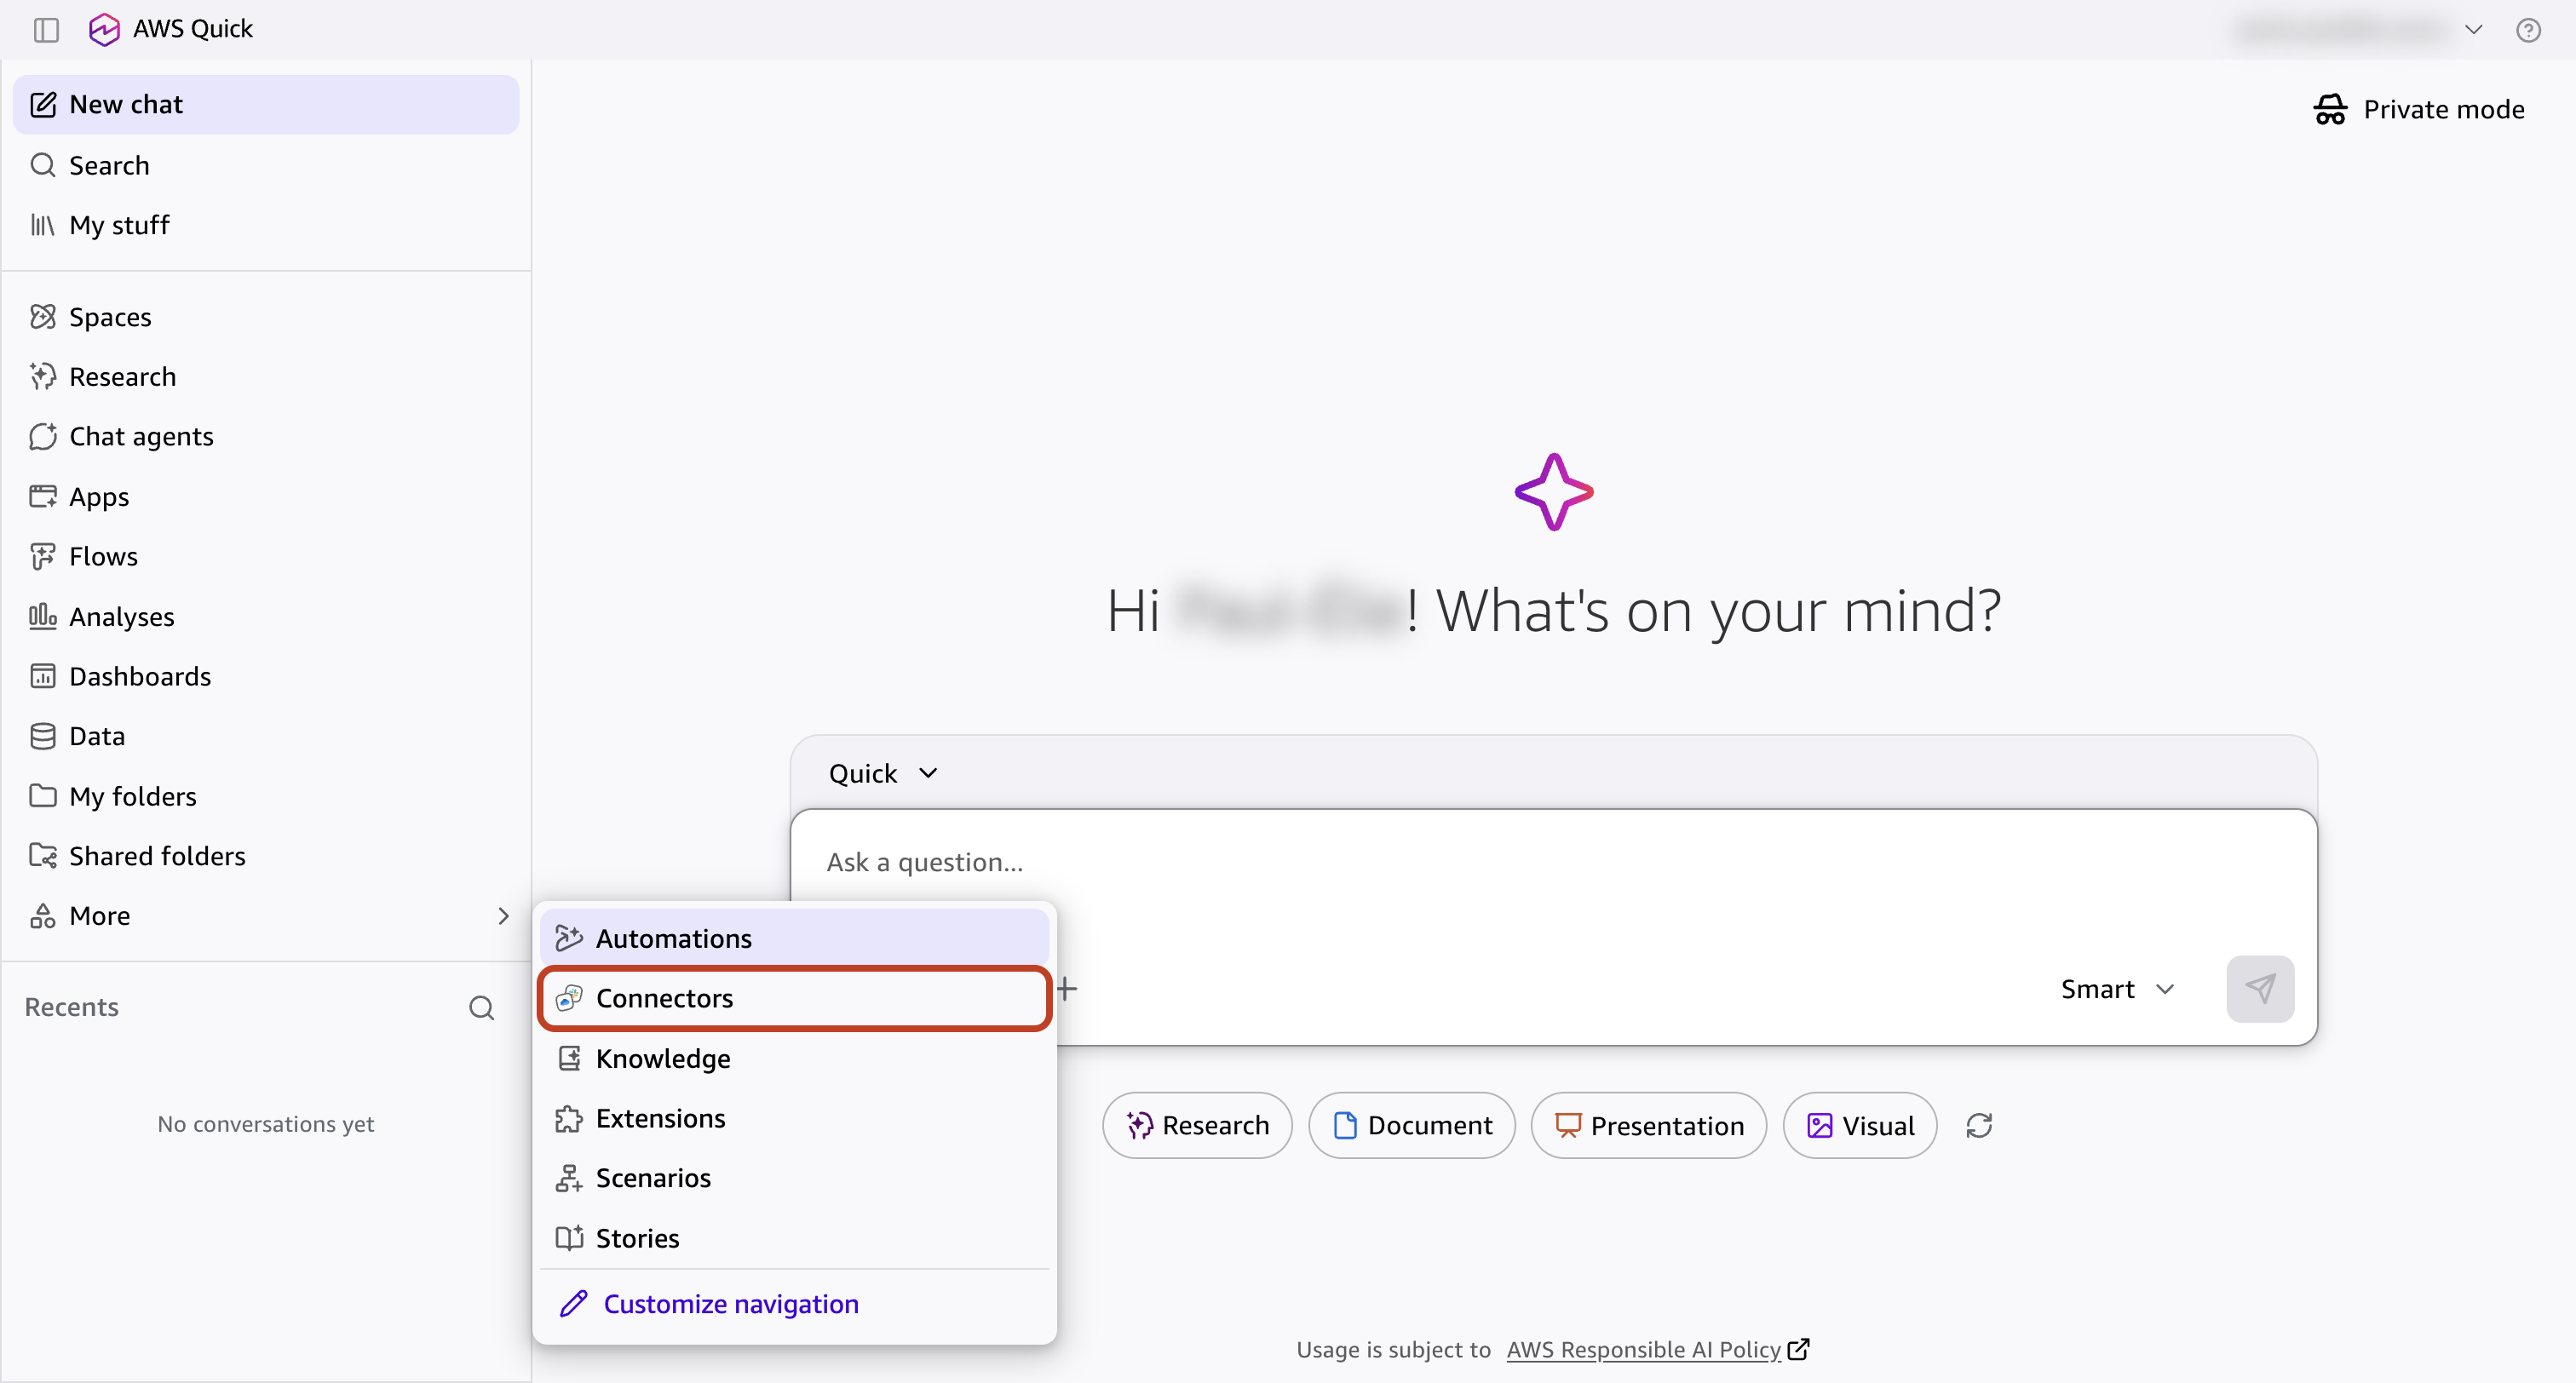 AWS Quick
New chat
Search
My stuff
Spaces
Research
Chat agents
Apps
Flows
Analyses
Dashboards
Data
My folders
Shared folders
More
Recents
No conversations yet
Automations
Connectors
Knowledge
Extensions
Scenarios
Stories
Customize navigation
Private mode
Hi ! What's on your mind?
Quick
Ask a question...
Smart
Research Document Presentation Visual
Usage is subject to AWS Responsible AI Policy